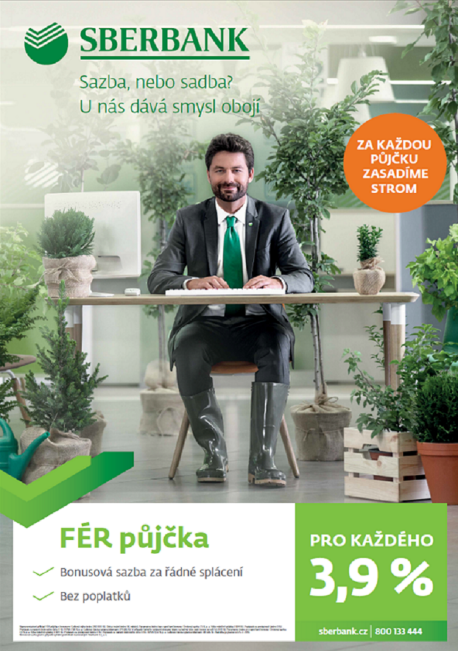 SBERBANK
Sazba, nebo sadba?
U nás dává smysl obojí
ZA KAŽDOU
PŮJČKU
ZASADÍME
STROM
FÉR půjčka
Bonusová sazba za řádné splácení
Bez poplatků
PRO KAŽDÉHO
3,9 %
sberbank.cz | 800 133 444